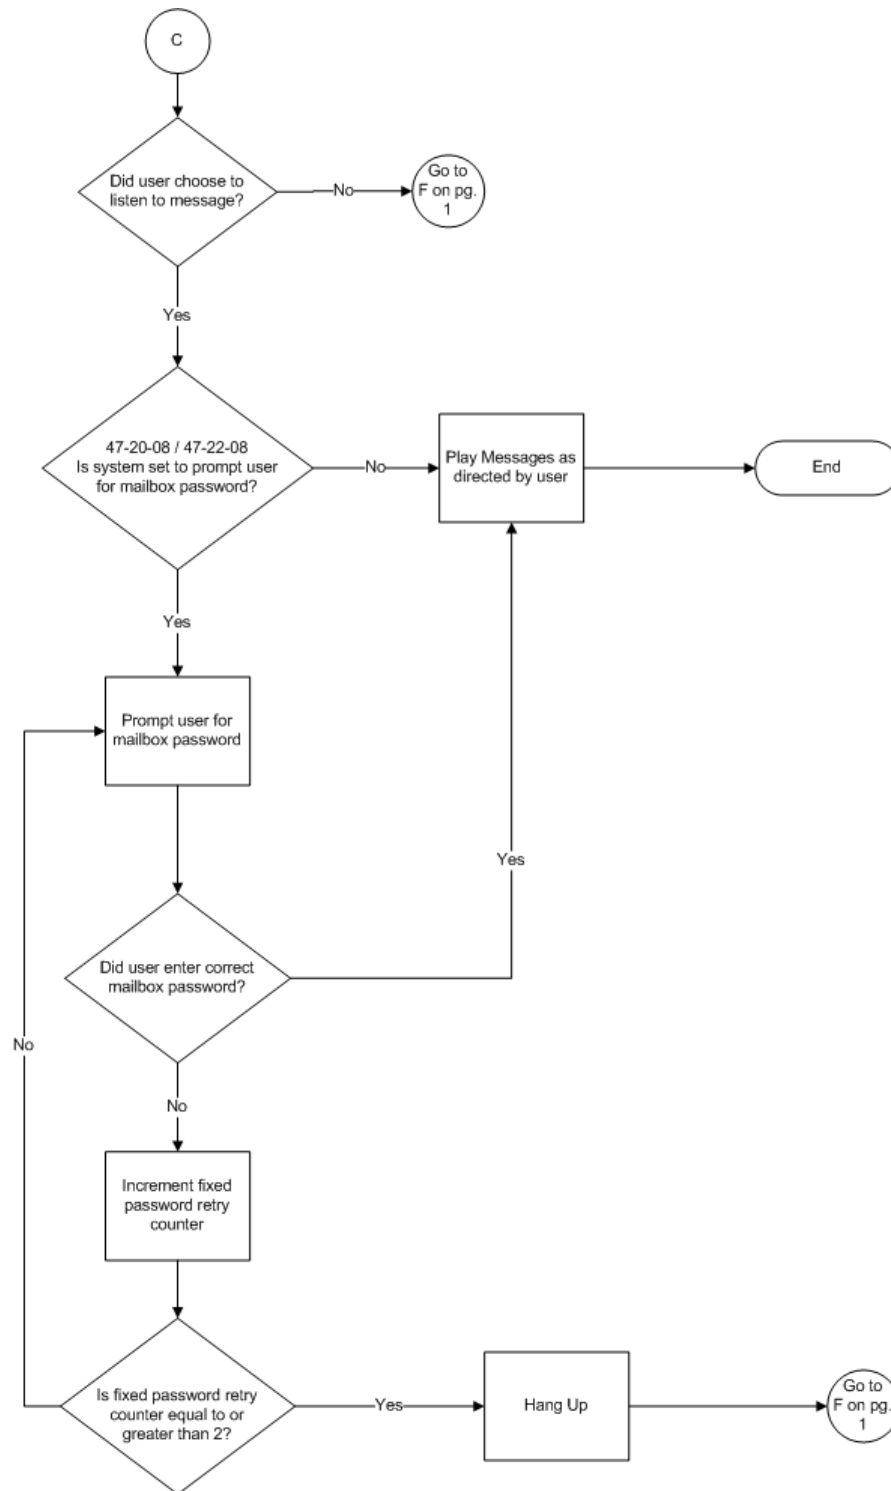 C
Did user choose to
listen to message?
No
Go to
F on pg.
1
Yes
47-20-08 / 47-22-08
Is system set to prompt user
for mailbox password?
No
Play Messages as
directed by user
End
Yes
Prompt user for
mailbox password
Yes
Did user enter correct
mailbox password?
No
No
Increment fixed
password retry
counter
Is fixed password retry
counter equal to or
greater than 2?
Yes
Hang Up
Go to
F on pg.
1